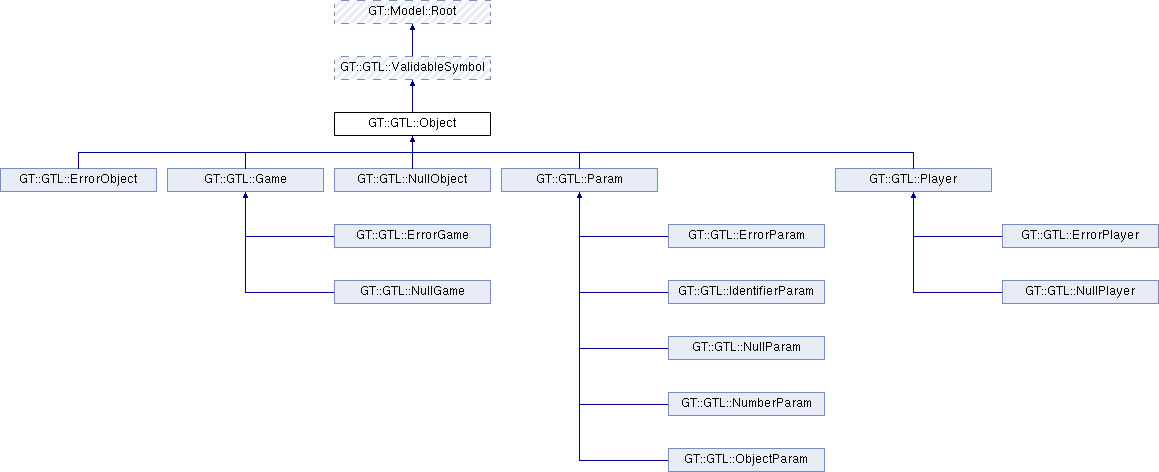 GT::Model::Root
GT::GTL::ValidableSymbol
GT::GTL::Object
GT::GTL::ErrorObject
GT::GTL::Game
GT::GTL::NullObject
GT::GTL::Param
GT::GTL::Player
GT::GTL::ErrorGame
GT::GTL::ErrorParam
GT::GTL::ErrorPlayer
GT::GTL::NullGame
GT::GTL::IdentifierParam
GT::GTL::NullPlayer
GT::GTL::NullParam
GT::GTL::NumberParam
GT::GTL::ObjectParam